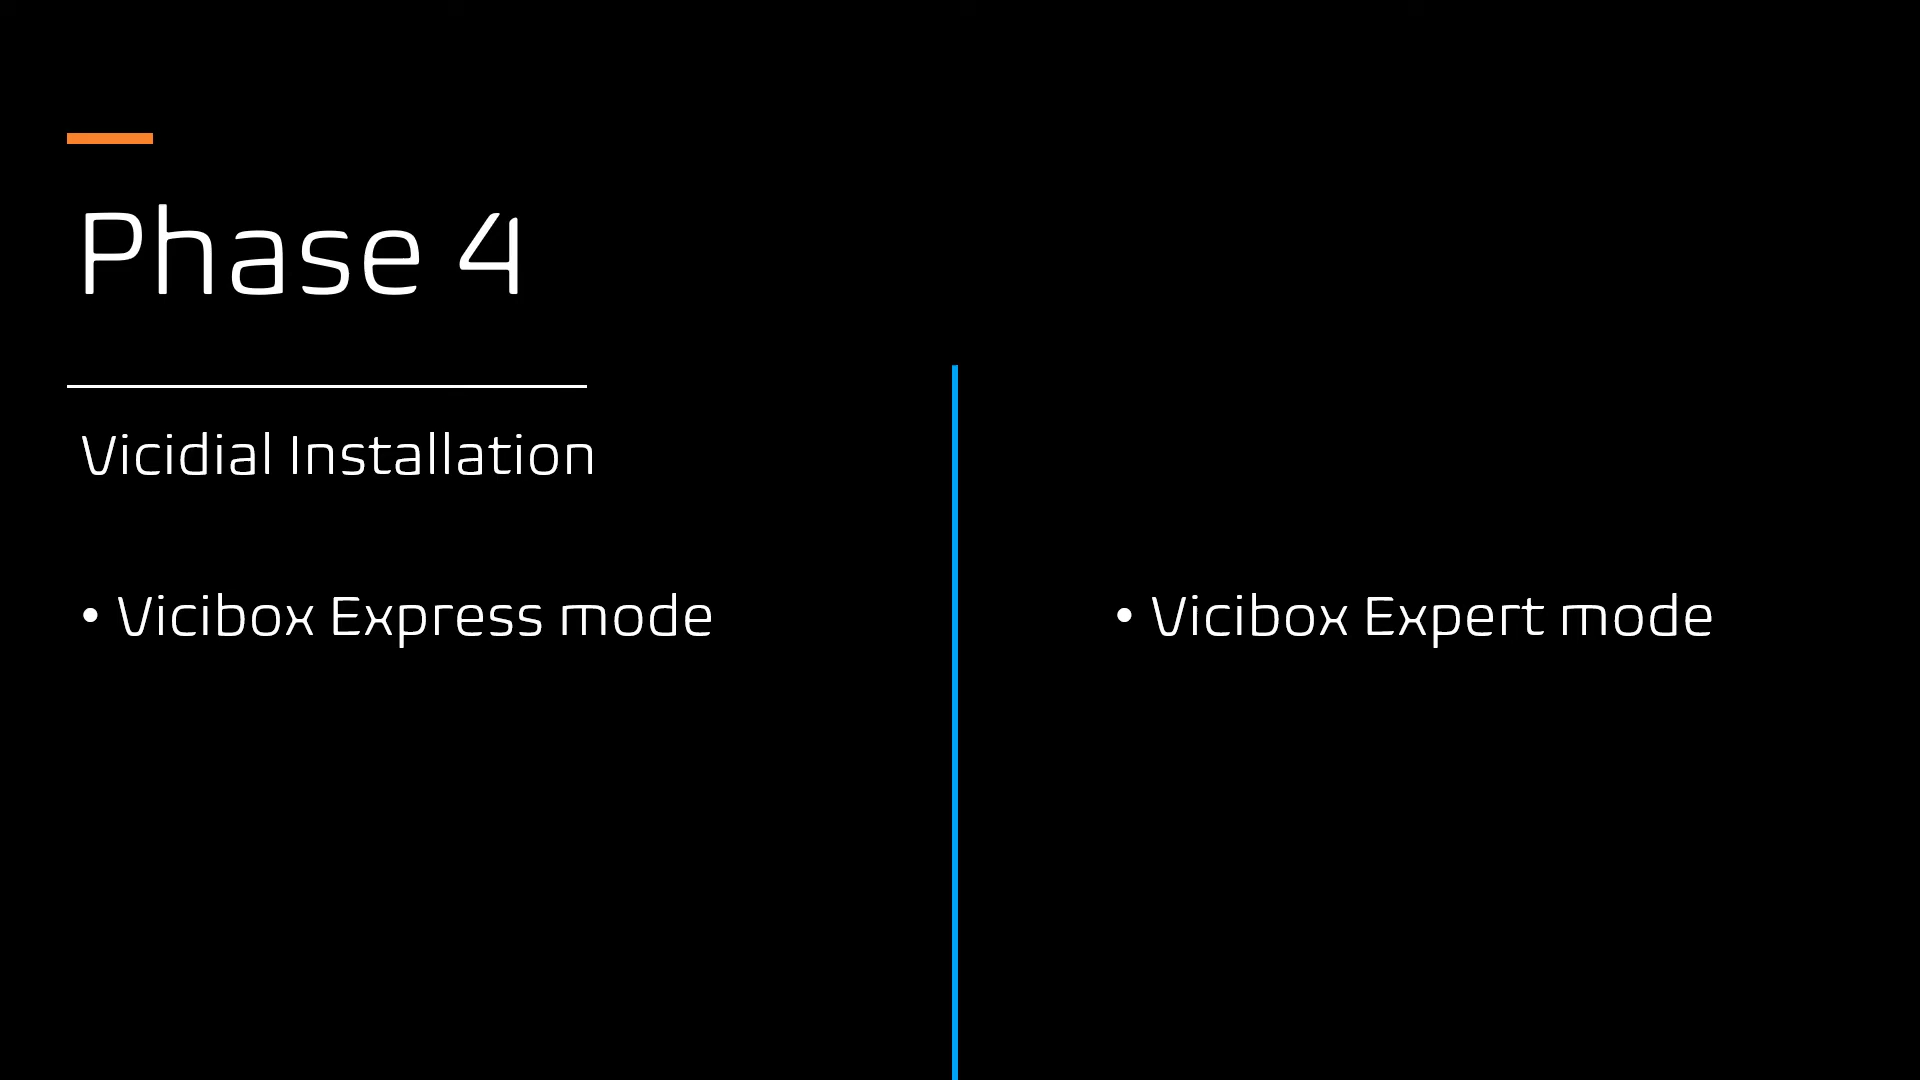 Phase 4
Vicidial Installation
• Vicibox Express mode
• Vicibox Expert mode